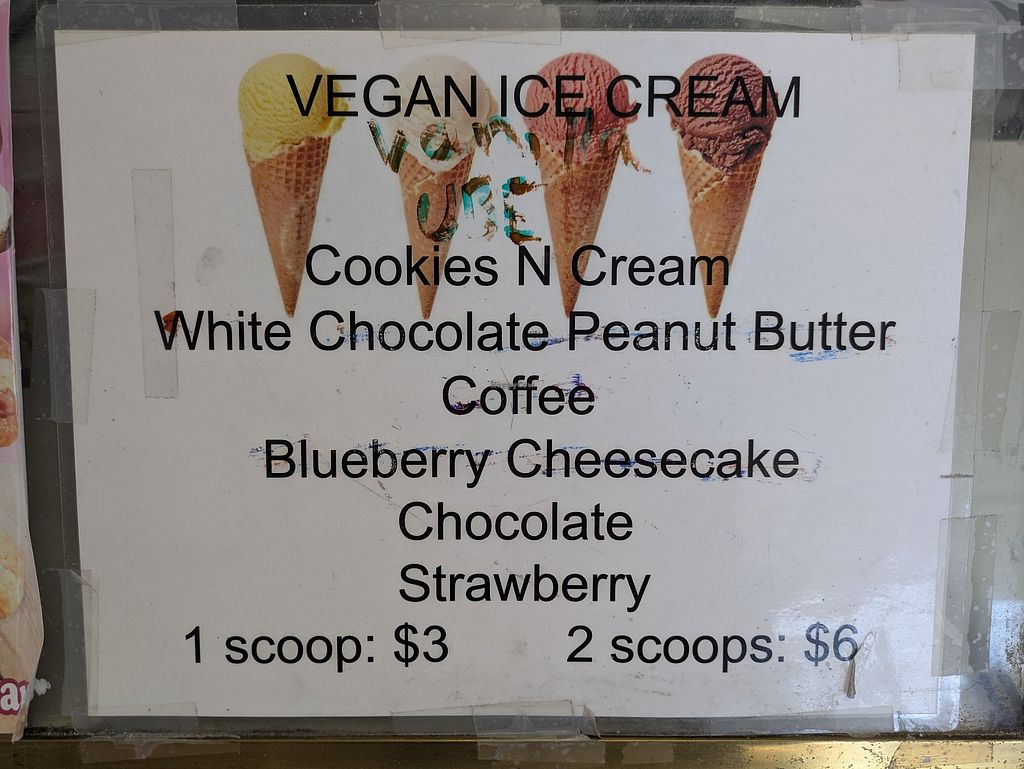 VEGAN ICE CREAM
Vanilla
UBE
Cookies N Cream
White Chocolate Peanut Butter
Coffee
Blueberry Cheesecake
Chocolate
Strawberry
1 scoop: $3 2 scoops: $6